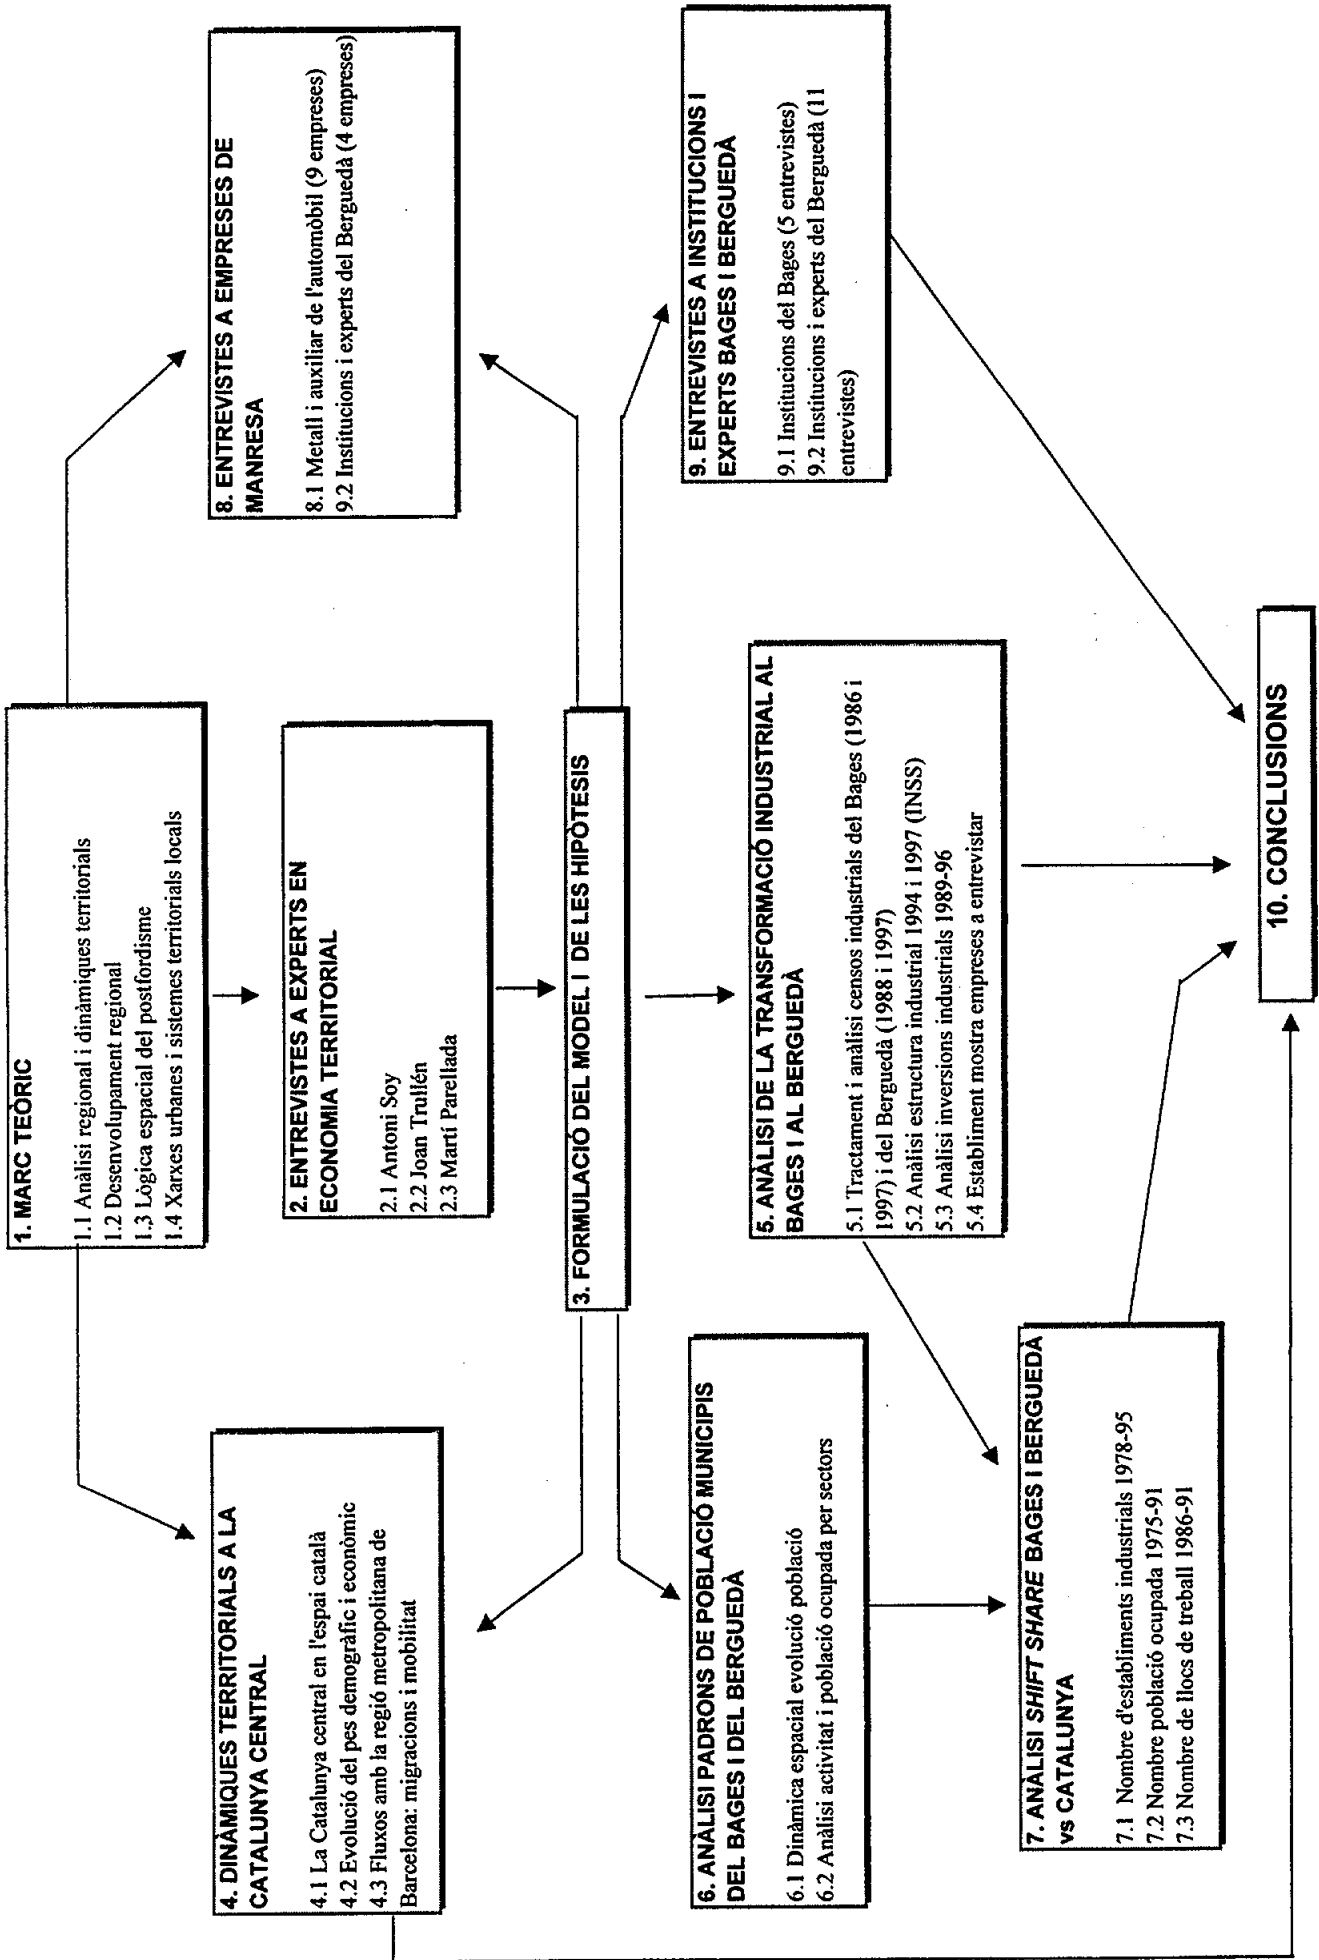 1. MARC TEÒRIC
1.1 Anàlisi regional i dinàmiques territorials
1.2 Desenvolupament regional
1.3 Lògica espacial del postfordisme
1.4 Xarxes urbanes i sistemes territorials locals
2. ENTREVISTES A EXPERTS EN
ECONOMIA TERRITORIAL
2.1 Antoni Soy
2.2 Joan Trullén
2.3 Martí Parellada
3. FORMULACIÓ DEL MODEL I DE LES HIPÒTESIS
4. DINÀMIQUES TERRITORIALS A LA
CATALUNYA CENTRAL
4.1 La Catalunya central en l'espai català
4.2 Evolució del pes demogràfic i econòmic
4.3 Fluxos amb la regió metropolitana de
Barcelona: migracions i mobilitat
5. ANÀLISI DE LA TRANSFORMACIÓ INDUSTRIAL AL
BAGES I AL BERGUEDÀ
5.1 Tractament i anàlisi censos industrials del Bages (1986 i
1997) i del Berguedà (1988 i 1997)
5.2 Anàlisi estructura industrial 1994 i 1997 (INSS)
5.3 Anàlisi inversions industrials 1989-96
5.4 Establiment mostra empreses a entrevistar
6. ANÀLISI PADRONS DE POBLACIÓ MUNICIPIS
DEL BAGES I DEL BERGUEDÀ
6.1 Dinàmica espacial evolució població
6.2 Anàlisi activitat i població ocupada per sectors
7. ANÀLISI SHIFT SHARE BAGES I BERGUEDÀ
vs CATALUNYA
7.1 Nombre d'establiments industrials 1978-95
7.2 Nombre població ocupada 1975-91
7.3 Nombre de llocs de treball 1986-91
8. ENTREVISTES A EMPRESES DE
MANRESA
8.1 Metall i auxiliar de l'automòbil (9 empreses)
9.2 Institucions i experts del Berguedà (4 empreses)
9. ENTREVISTES A INSTITUCIONS I
EXPERTS BAGES I BERGUEDÀ
9.1 Institucions del Bages (5 entrevistes)
9.2 Institucions i experts del Berguedà (11
entrevistes)
10. CONCLUSIONS